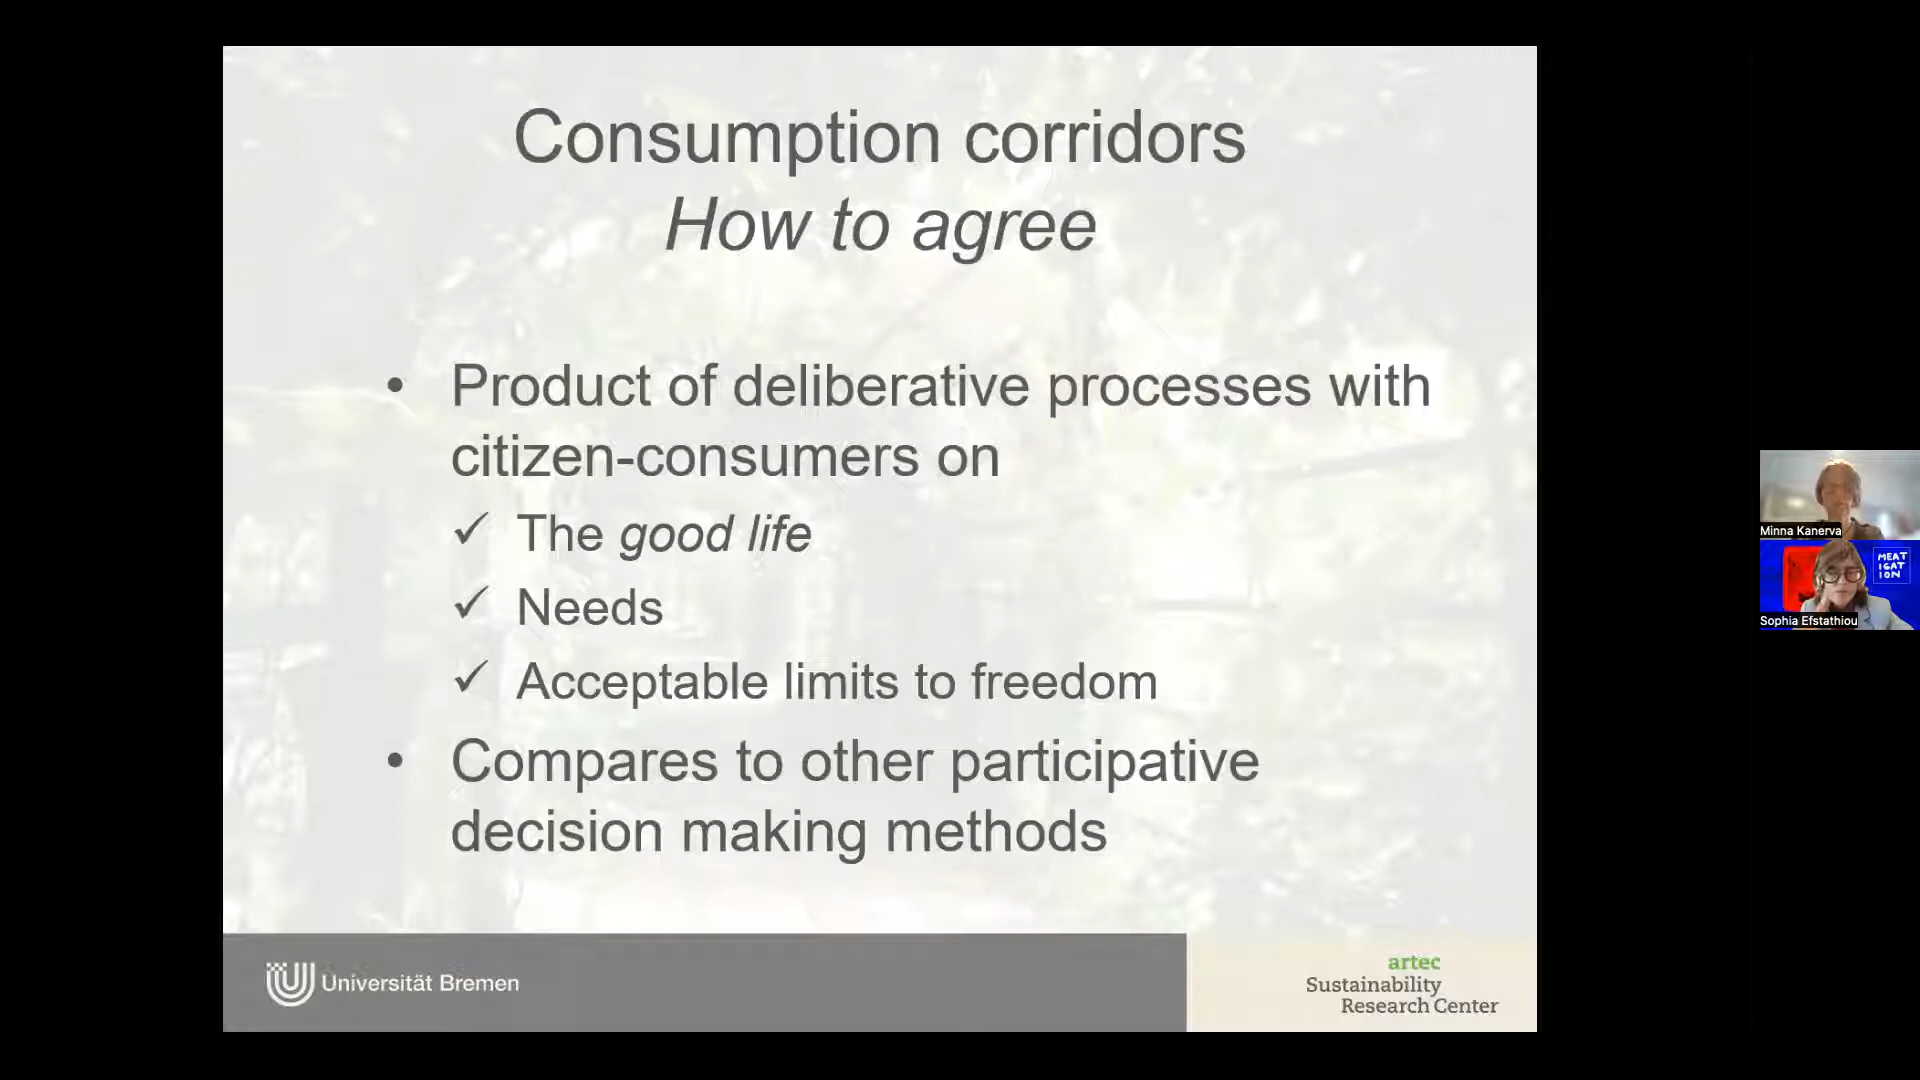 Consumption corridors
How to agree
• Product of deliberative processes with
citizen-consumers on
✓ The good life
✓ Needs
✓ Acceptable limits to freedom
• Compares to other participative
decision making methods
Universität Bremen
artec
Sustainability
Research Center
Minna Kanerva
MEAT
IGAT
ION
Sophia Efstathiou